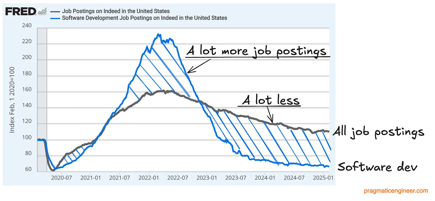 FRED
Job Postings on Indeed in the United States
Software Development Job Postings on Indeed in the United States
240
220
200
180
160
140
120
100
80
60
Index Feb, 1 2020=100
A lot more job postings
A lot less
All job postings
Software dev
2020-07
2021-01
2021-07
2022-01
2022-07
2023-01
2023-07
2024-01
2024-07
2025-01
pragmaticengineer.com